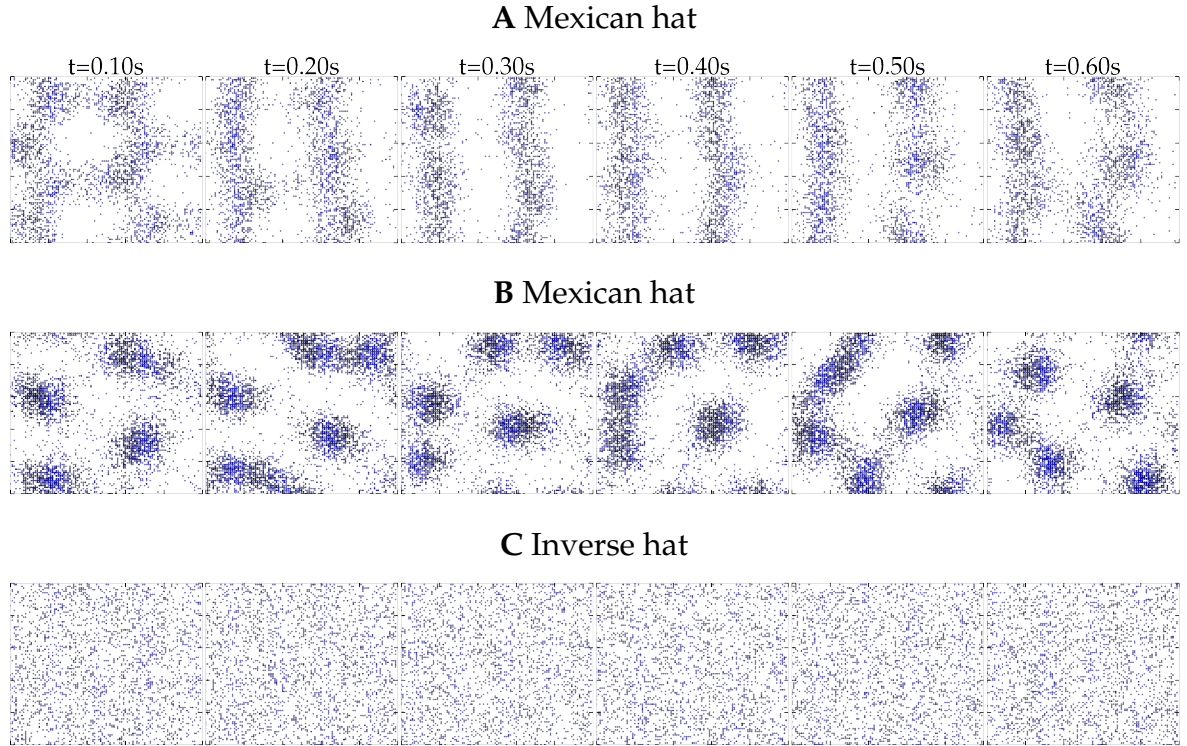 A Mexican hat
t=0.10s t=0.20s t=0.30s t=0.40s t=0.50s t=0.60s
B Mexican hat
C Inverse hat